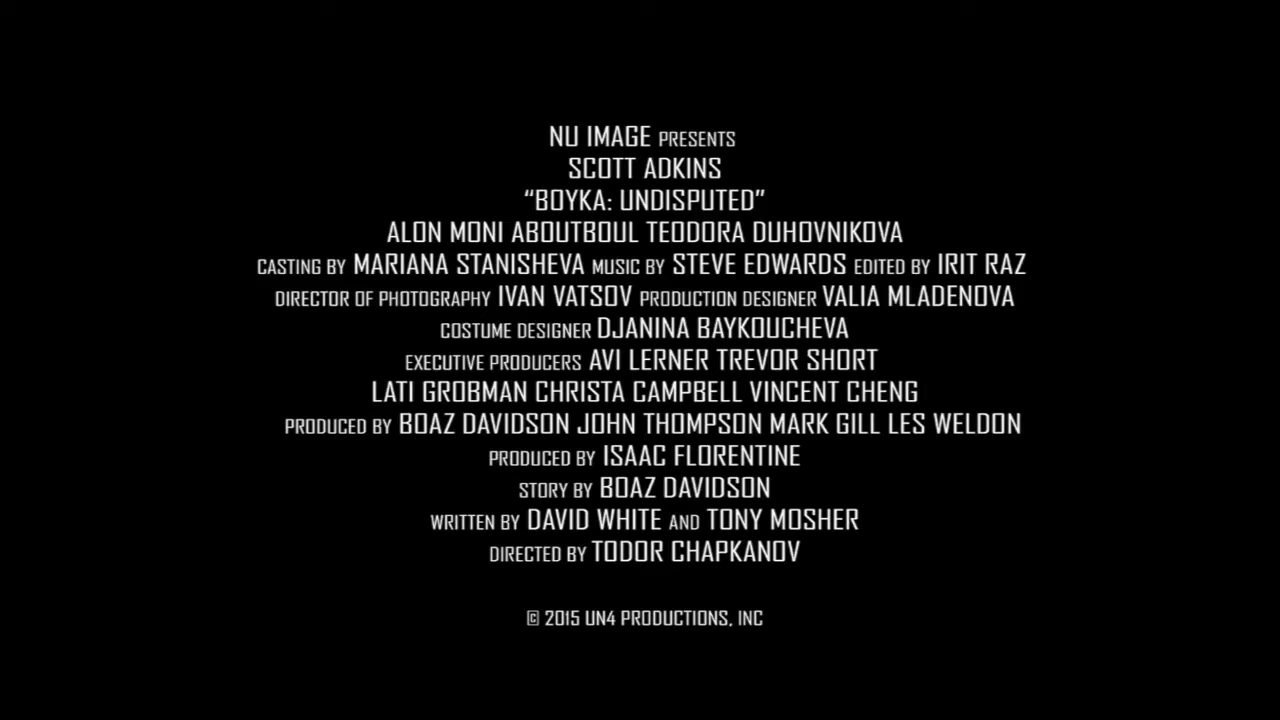 NU IMAGE PRESENTS
SCOTT ADKINS
“BOYKA: UNDISPUTED”
ALON MONI ABOUTBOUL TEODORA DUHOVNIKOVA
CASTING BY MARIANA STANISHEVA MUSIC BY STEVE EDWARDS EDITED BY IRIT RAZ
DIRECTOR OF PHOTOGRAPHY IVAN VATSOV PRODUCTION DESIGNER VALIA MLADENOVA
COSTUME DESIGNER DJANINA BAYKOUCHEVA
EXECUTIVE PRODUCERS AVI LERNER TREVOR SHORT
LATI GROBMAN CHRISTA CAMPBELL VINCENT CHENG
PRODUCED BY BOAZ DAVIDSON JOHN THOMPSON MARK GILL LES WELDON
PRODUCED BY ISAAC FLORENTINE
STORY BY BOAZ DAVIDSON
WRITTEN BY DAVID WHITE AND TONY MOSHER
DIRECTED BY TODOR CHAPKANOV
© 2015 UN4 PRODUCTIONS, INC